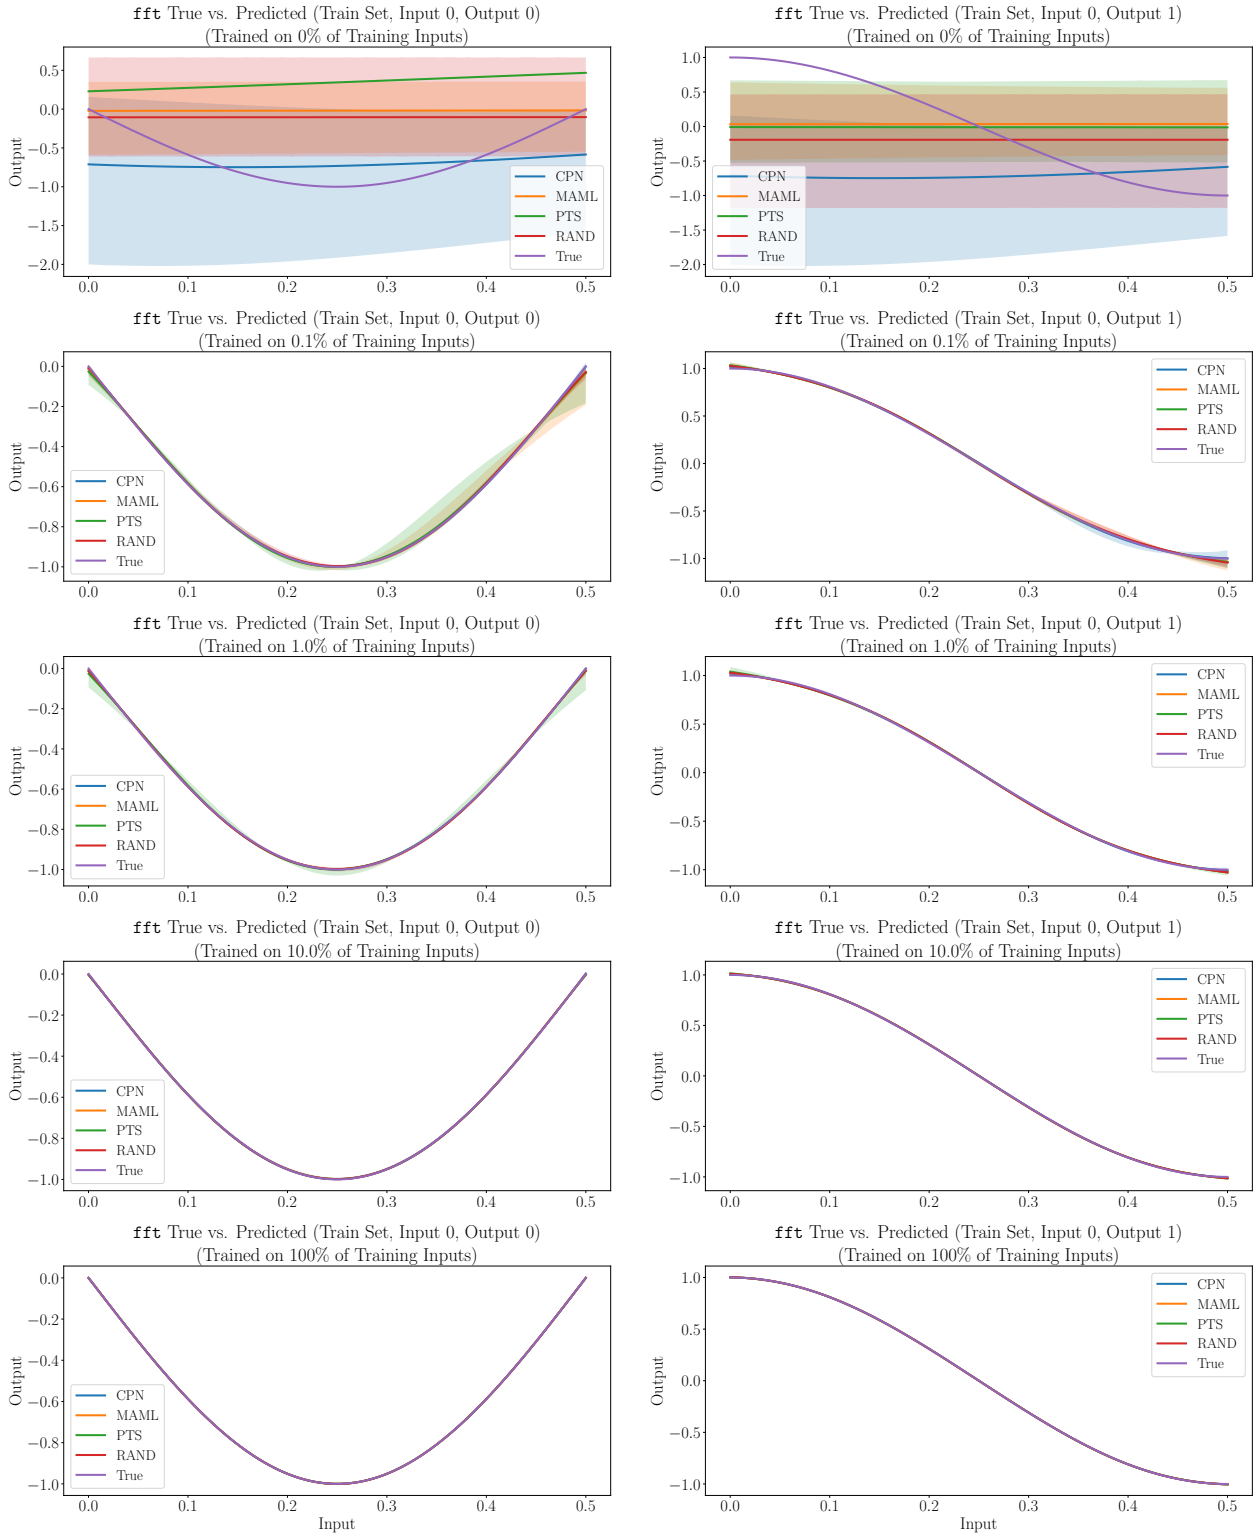 fft True vs. Predicted (Train Set, Input 0, Output 0)
(Trained on 0% of Training Inputs)
Output
0.5
0.0
−0.5
−1.0
−1.5
−2.0
CPN
MAML
PTS
RAND
True
0.0 0.1 0.2 0.3 0.4 0.5
fft True vs. Predicted (Train Set, Input 0, Output 1)
(Trained on 0% of Training Inputs)
Output
1.0
0.5
0.0
−0.5
−1.0
−1.5
−2.0
CPN
MAML
PTS
RAND
True
0.0 0.1 0.2 0.3 0.4 0.5
fft True vs. Predicted (Train Set, Input 0, Output 0)
(Trained on 0.1% of Training Inputs)
Output
0.0
−0.2
−0.4
−0.6
−0.8
−1.0
CPN
MAML
PTS
RAND
True
0.0 0.1 0.2 0.3 0.4 0.5
fft True vs. Predicted (Train Set, Input 0, Output 1)
(Trained on 0.1% of Training Inputs)
Output
1.0
0.5
0.0
−0.5
−1.0
CPN
MAML
PTS
RAND
True
0.0 0.1 0.2 0.3 0.4 0.5
fft True vs. Predicted (Train Set, Input 0, Output 0)
(Trained on 1.0% of Training Inputs)
Output
0.0
−0.2
−0.4
−0.6
−0.8
−1.0
CPN
MAML
PTS
RAND
True
0.0 0.1 0.2 0.3 0.4 0.5
fft True vs. Predicted (Train Set, Input 0, Output 1)
(Trained on 1.0% of Training Inputs)
Output
1.0
0.5
0.0
−0.5
−1.0
CPN
MAML
PTS
RAND
True
0.0 0.1 0.2 0.3 0.4 0.5
fft True vs. Predicted (Train Set, Input 0, Output 0)
(Trained on 10.0% of Training Inputs)
Output
0.0
−0.2
−0.4
−0.6
−0.8
−1.0
CPN
MAML
PTS
RAND
True
0.0 0.1 0.2 0.3 0.4 0.5
fft True vs. Predicted (Train Set, Input 0, Output 1)
(Trained on 10.0% of Training Inputs)
Output
1.0
0.5
0.0
−0.5
−1.0
CPN
MAML
PTS
RAND
True
0.0 0.1 0.2 0.3 0.4 0.5
fft True vs. Predicted (Train Set, Input 0, Output 0)
(Trained on 100% of Training Inputs)
Output
0.0
−0.2
−0.4
−0.6
−0.8
−1.0
CPN
MAML
PTS
RAND
True
0.0 0.1 0.2 0.3 0.4 0.5
Input
fft True vs. Predicted (Train Set, Input 0, Output 1)
(Trained on 100% of Training Inputs)
Output
1.0
0.5
0.0
−0.5
−1.0
CPN
MAML
PTS
RAND
True
0.0 0.1 0.2 0.3 0.4 0.5
Input